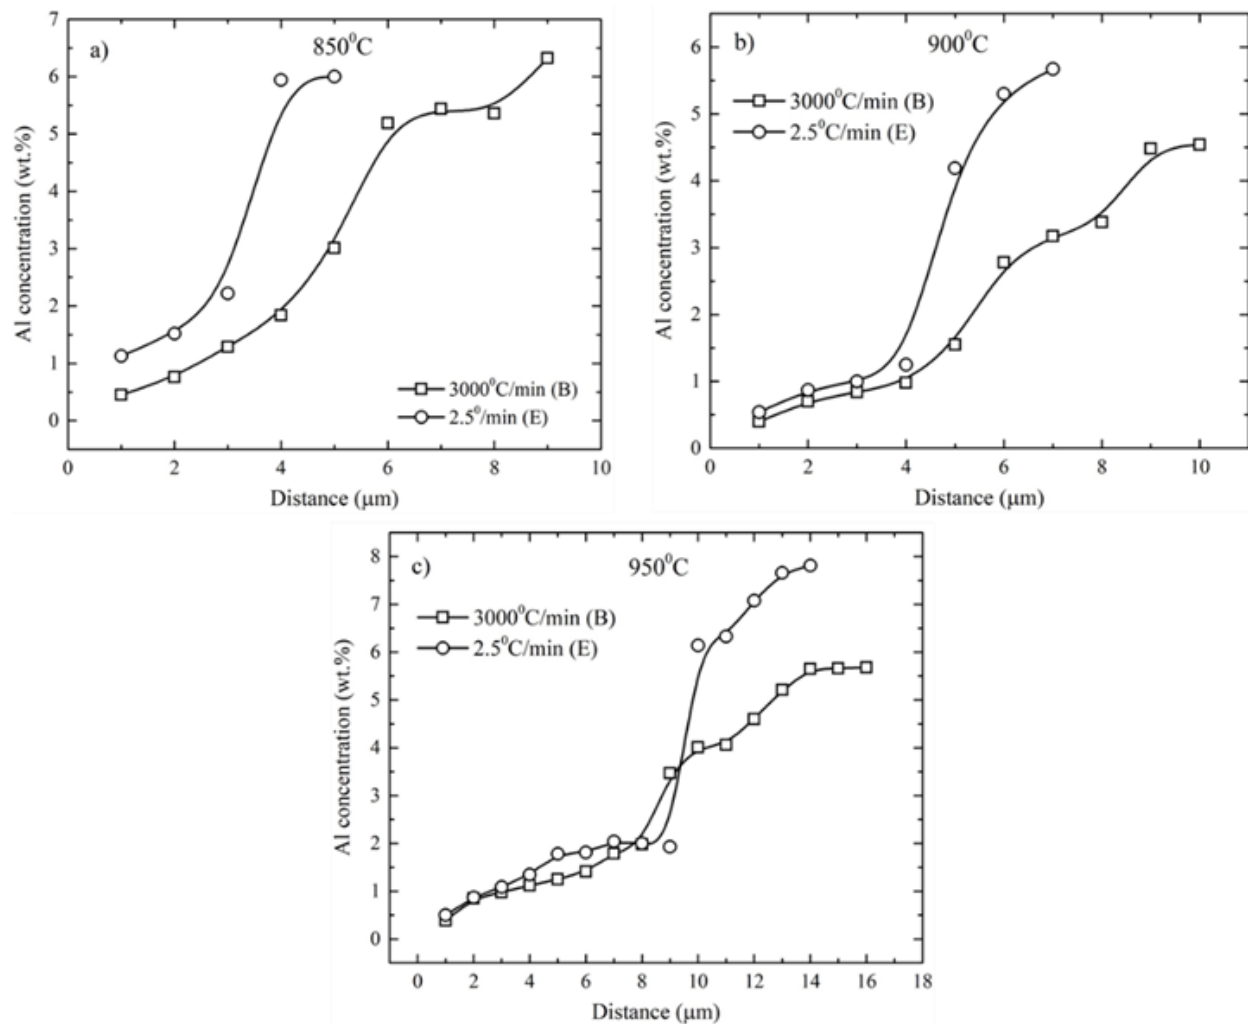 a)
850⁰C
Al concentration (wt.%)
7
6
5
4
3
2
1
0
3000⁰C/min (B)
2.5⁰/min (E)
0 2 4 6 8 10
Distance (μm)
b)
900⁰C
3000⁰C/min (B)
2.5⁰C/min (E)
Al concentration (wt.%)
6
5
4
3
2
1
0
0 2 4 6 8 10
Distance (μm)
c)
950⁰C
3000⁰C/min (B)
2.5⁰C/min (E)
Al concentration (wt.%)
8
7
6
5
4
3
2
1
0
0 2 4 6 8 10 12 14 16 18
Distance (μm)